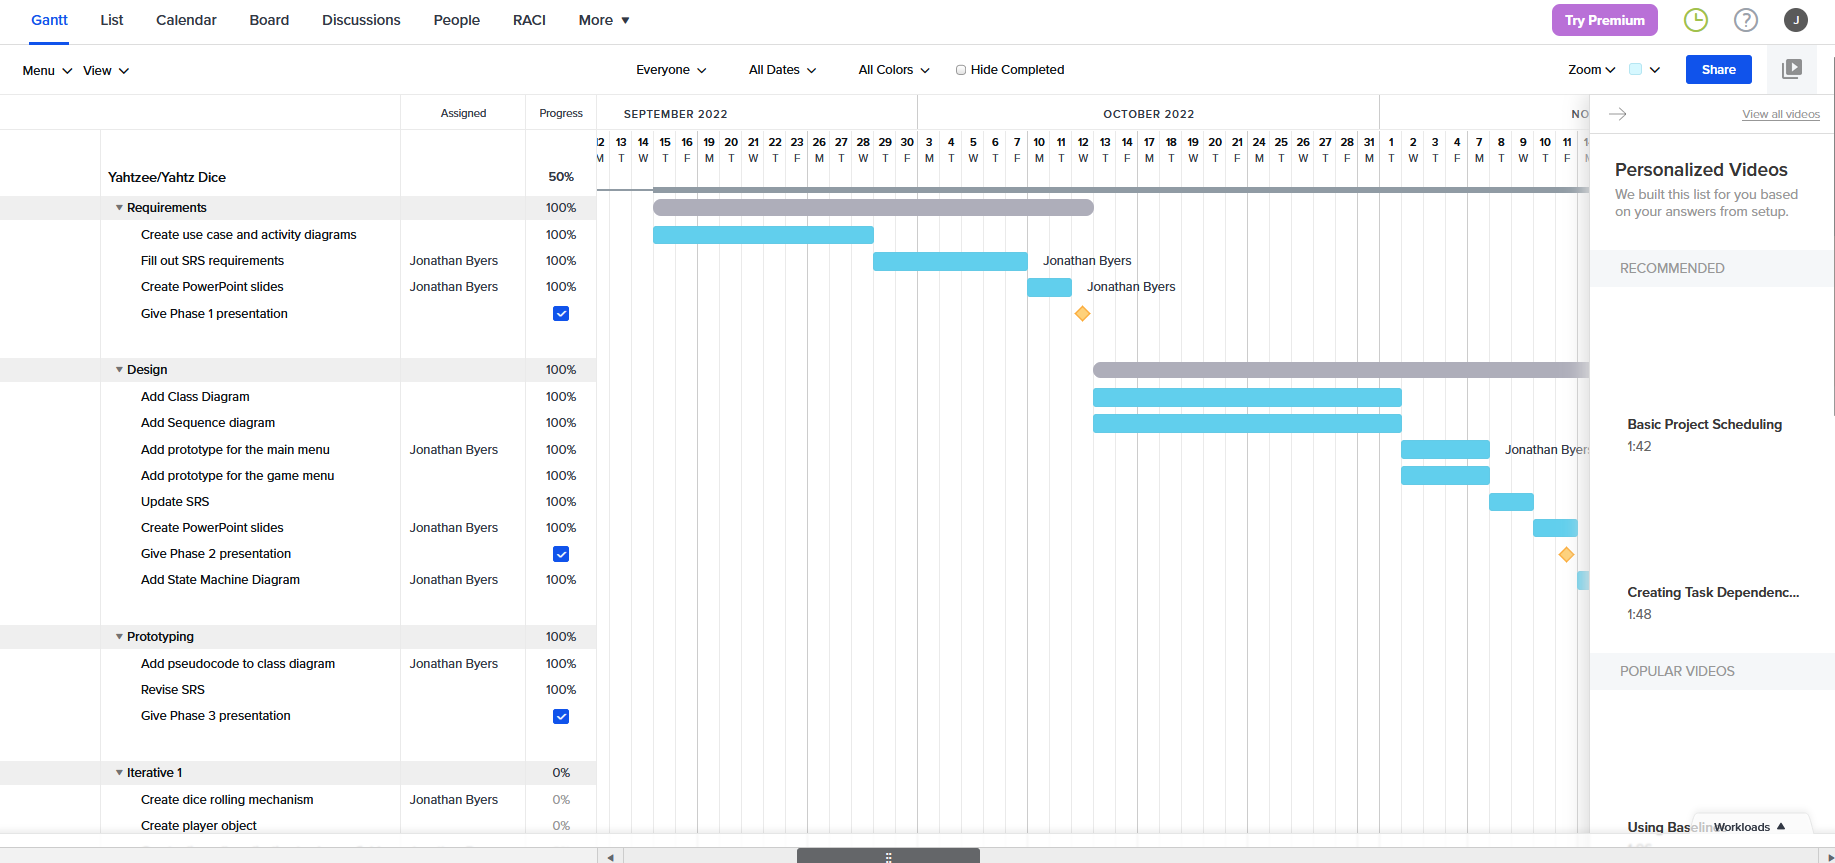 Gantt List Calendar Board Discussions People RACI More ▼ Try Premium ? J
Menu View Everyone All Dates All Colors Hide Completed Zoom Share
Assigned Progress SEPTEMBER 2022 OCTOBER 2022 NO View all videos
12 13 14 15 16 19 20 21 22 23 26 27 28 29 30 3 4 5 6 7 10 11 12 13 14 17 18 19 20 21 24 25 26 27 28 31 1 2 3 4 7 8 9 10 11
M T W T F M T W T F M T W T F M T W T F M T W T F M T W T F M T W T F M T W T F M T W T F
Personalized Videos
We built this list for you based
on your answers from setup.
Yahtzee/Yahtz Dice 50%
Requirements 100%
Create use case and activity diagrams 100%
Fill out SRS requirements Jonathan Byers 100% Jonathan Byers
RECOMMENDED
Create PowerPoint slides Jonathan Byers 100% Jonathan Byers
Give Phase 1 presentation
Design 100%
Add Class Diagram 100%
Add Sequence diagram 100%
Basic Project Scheduling
1:42
Add prototype for the main menu Jonathan Byers 100% Jonathan Byers
Add prototype for the game menu 100%
Update SRS 100%
Create PowerPoint slides Jonathan Byers 100%
Give Phase 2 presentation
Add State Machine Diagram Jonathan Byers 100%
Creating Task Dependenc...
1:48
Prototyping 100%
Add pseudocode to class diagram Jonathan Byers 100%
POPULAR VIDEOS
Revise SRS 100%
Give Phase 3 presentation
Iterative 1 0%
Create dice rolling mechanism Jonathan Byers 0%
Create player object 0%
Using Baselines Workloads ▲